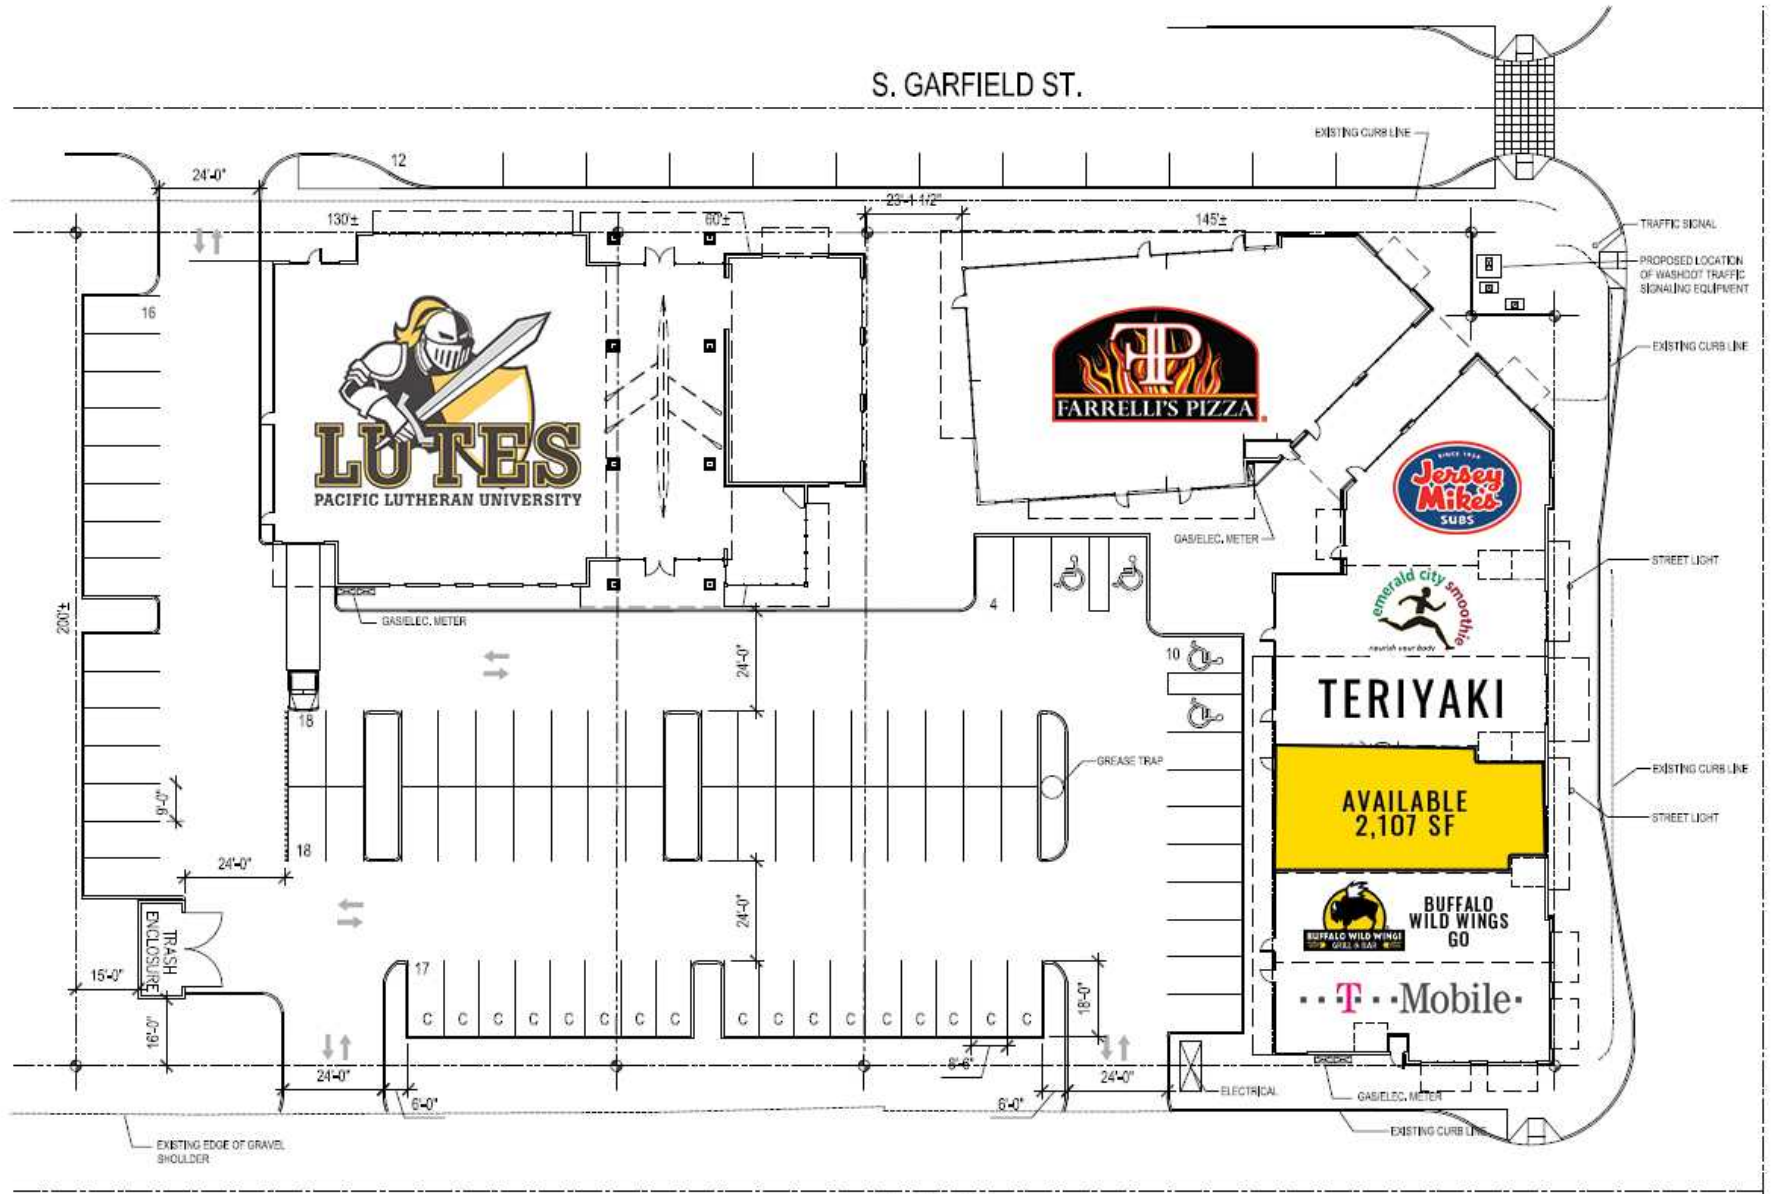 S. GARFIELD ST.
EXISTING CURB LINE
12
24'-0"
23'-1 1/2"
130'±
60'±
145'±
TRAFFIC SIGNAL
PROPOSED LOCATION
OF WASHDOT TRAFFIC
SIGNALING EQUIPMENT
16
EXISTING CURB LINE
FP
FARRELLI'S PIZZA
LUTES
PACIFIC LUTHERAN UNIVERSITY
SINCE 1956
Jersey
Mike's
SUBS
GAS/ELEC. METER
STREET LIGHT
emerald city smoothie
nourish your body
4
200'±
GAS/ELEC. METER
24'-0"
10
TERIYAKI
18
GREASE TRAP
EXISTING CURB LINE
9'-0"
AVAILABLE
2,107 SF
STREET LIGHT
18
24'-0"
24'-0"
TRASH
ENCLOSURE
BUFFALO WILD WINGS
GRILL & BAR
BUFFALO
WILD WINGS
GO
15'-0"
17
18'-0"
T Mobile
19'-0"
C C C C C C C C C C C C C C C C C
24'-0"
8'-6"
24'-0"
6'-0"
6'-0"
ELECTRICAL
GAS/ELEC. METER
EXISTING CURB LINE
EXISTING EDGE OF GRAVEL
SHOULDER